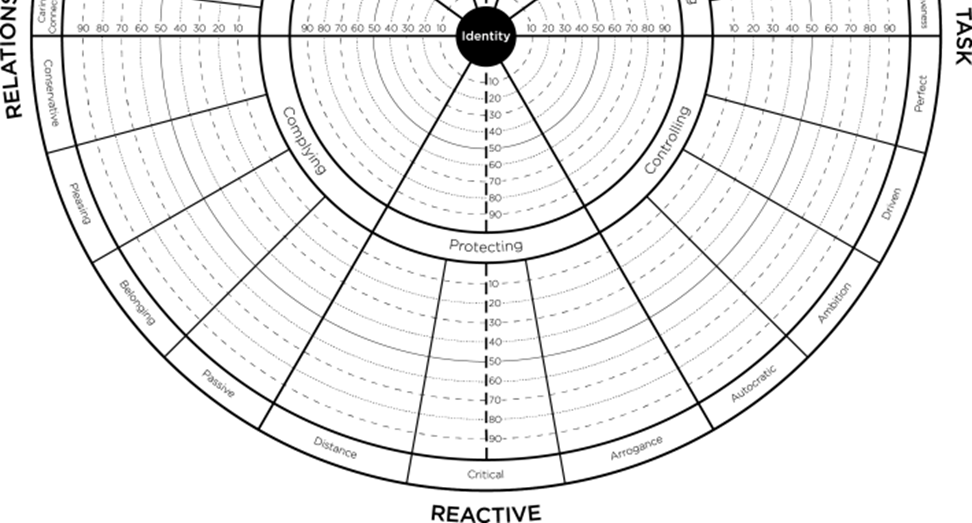 RELATIONS
TASK
90 80 70 60 50 40 30 20 10
90 80 70 60 50 40 30 20 10
Identity
10 20 30 40 50 60 70 80 90
10 20 30 40 50 60 70 80 90
10
20
30
40
50
60
70
80
90
Complying
Protecting
Controlling
10
20
30
40
50
60
70
80
90
Conservative
Pleasing
Belonging
Passive
Distance
Critical
Arrogance
Autocratic
Ambition
Driven
Perfect
REACTIVE